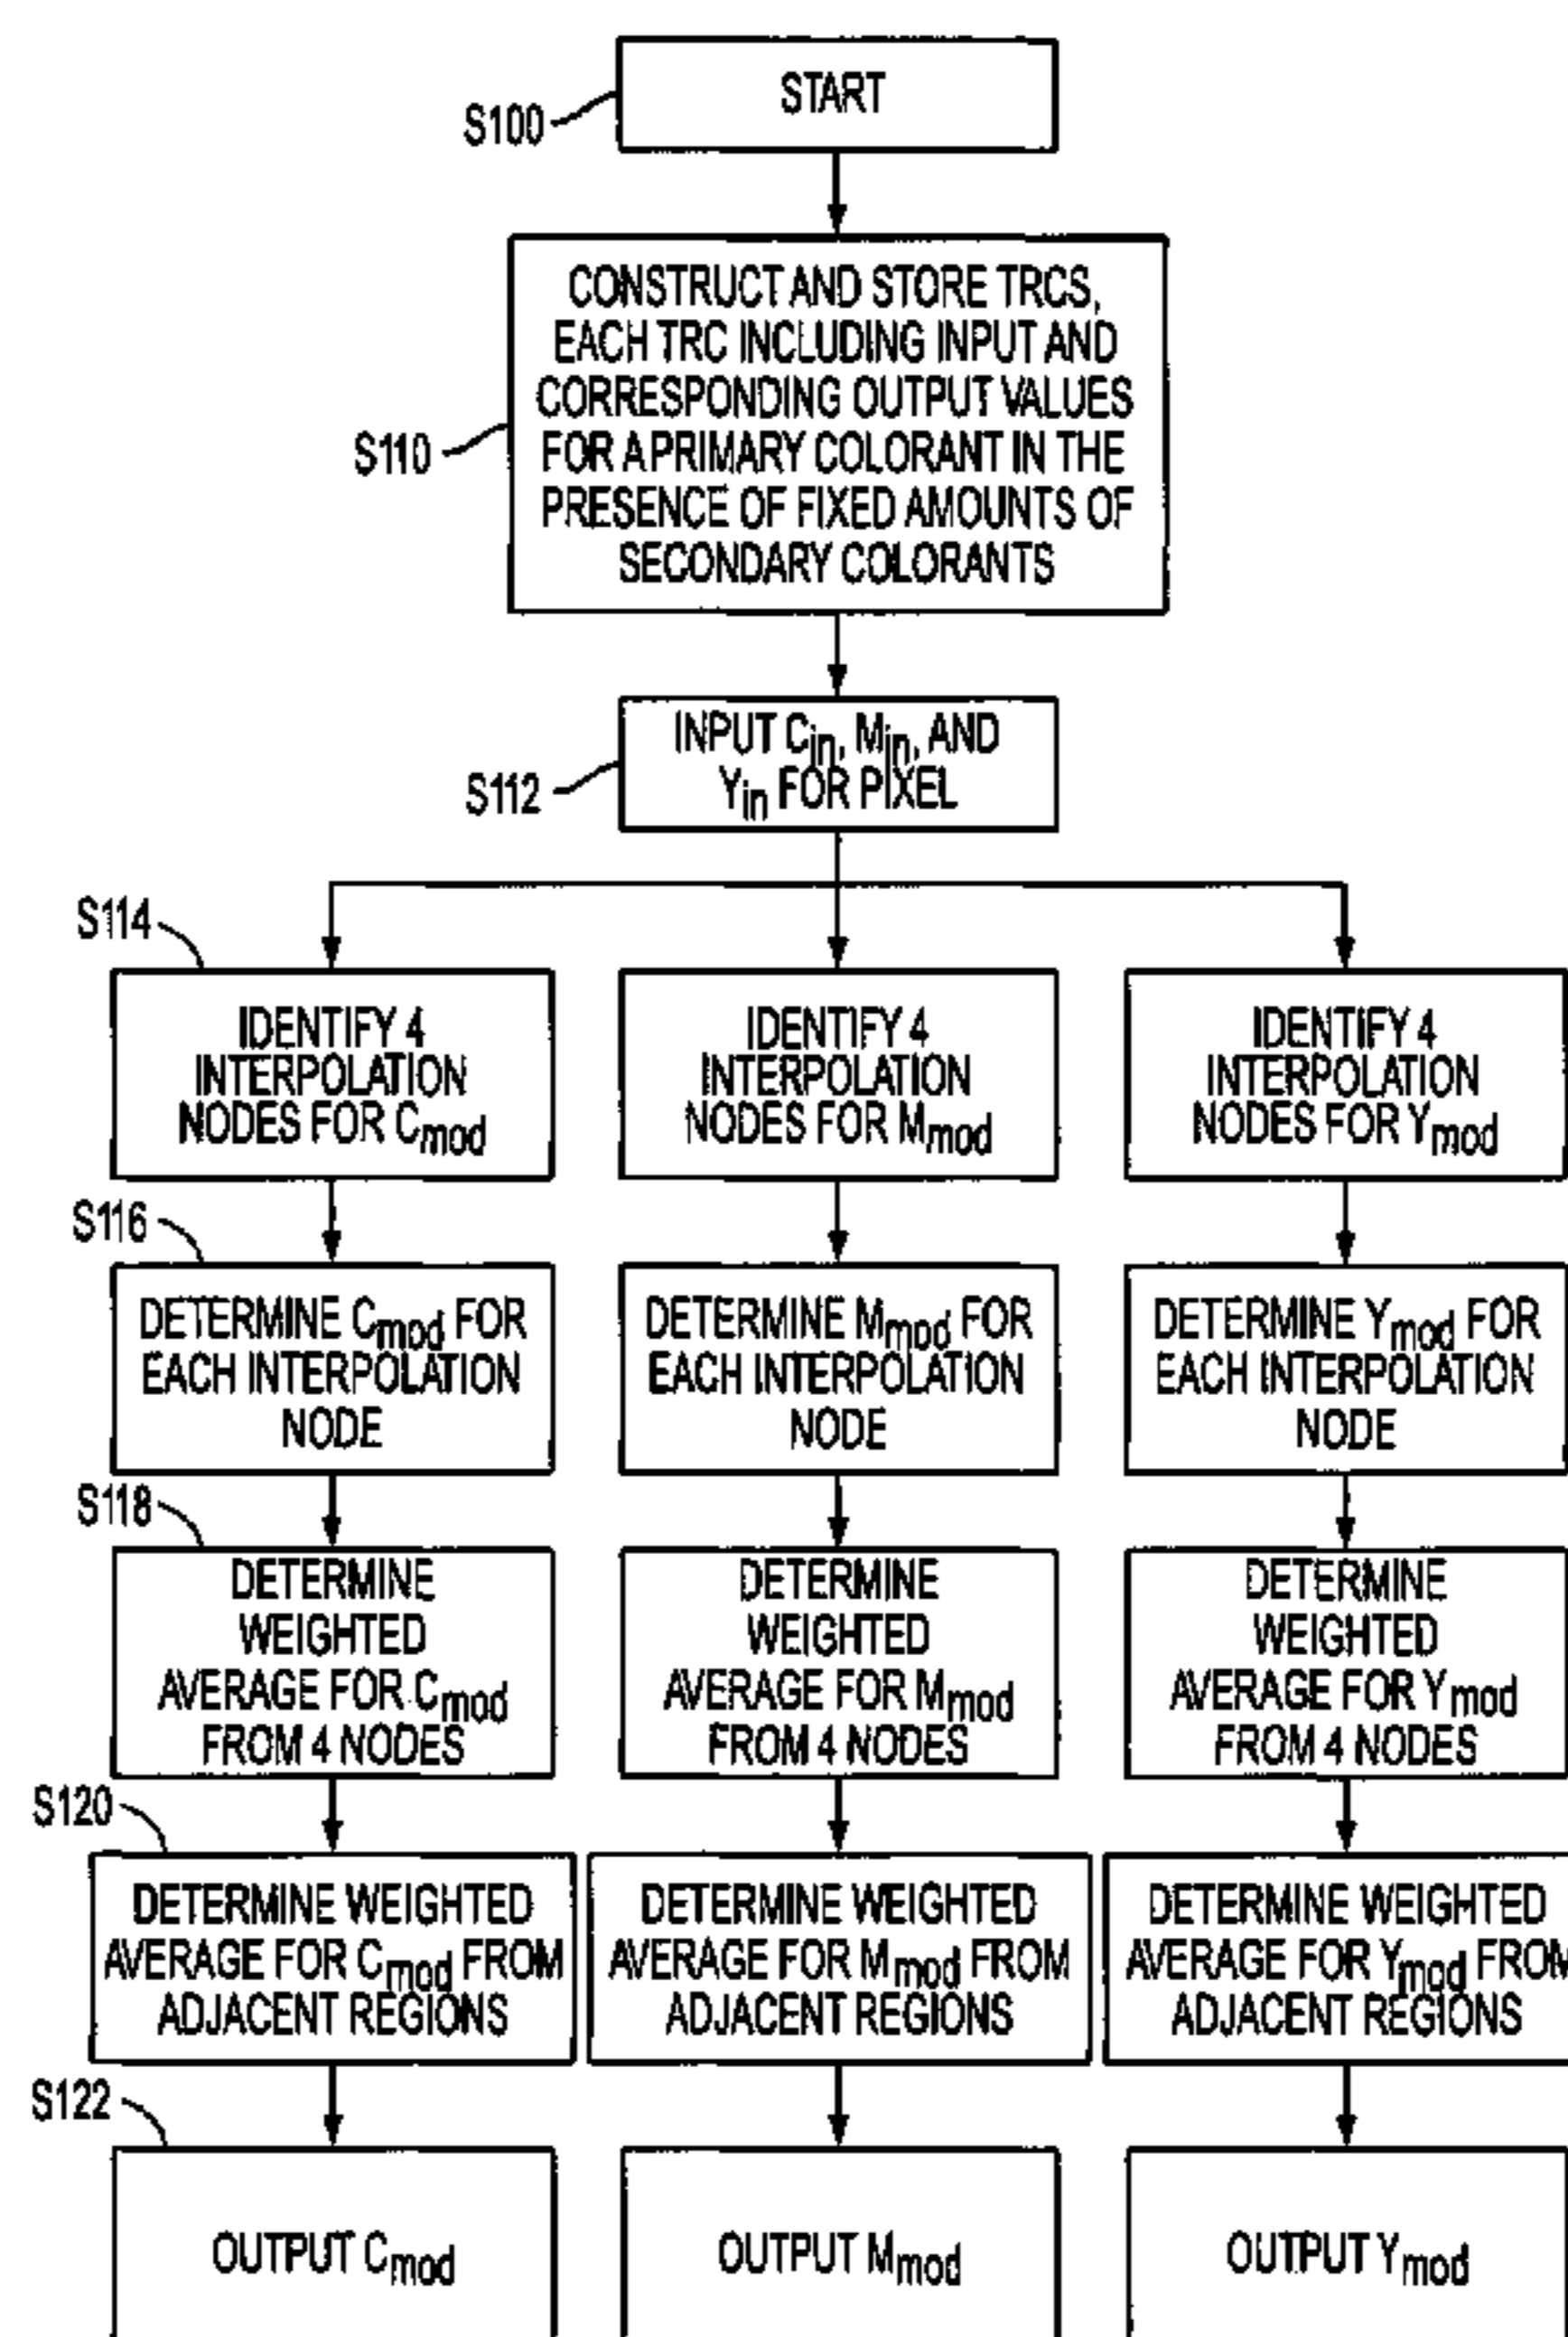 START
S100
CONSTRUCT AND STORE TRCS,
EACH TRC INCLUDING INPUT AND
CORRESPONDING OUTPUT VALUES
FOR A PRIMARY COLORANT IN THE
PRESENCE OF FIXED AMOUNTS OF
SECONDARY COLORANTS
S110
INPUT Cin, Min, AND
Yin FOR PIXEL
S112
S114
IDENTIFY 4
INTERPOLATION
NODES FOR Cmod
IDENTIFY 4
INTERPOLATION
NODES FOR Mmod
IDENTIFY 4
INTERPOLATION
NODES FOR Ymod
S116
DETERMINE Cmod FOR
EACH INTERPOLATION
NODE
DETERMINE Mmod FOR
EACH INTERPOLATION
NODE
DETERMINE Ymod FOR
EACH INTERPOLATION
NODE
S118
DETERMINE
WEIGHTED
AVERAGE FOR Cmod
FROM 4 NODES
DETERMINE
WEIGHTED
AVERAGE FOR Mmod
FROM 4 NODES
DETERMINE
WEIGHTED
AVERAGE FOR Ymod
FROM 4 NODES
S120
DETERMINE WEIGHTED
AVERAGE FOR Cmod FROM
ADJACENT REGIONS
DETERMINE WEIGHTED
AVERAGE FOR Mmod FROM
ADJACENT REGIONS
DETERMINE WEIGHTED
AVERAGE FOR Ymod FROM
ADJACENT REGIONS
S122
OUTPUT Cmod
OUTPUT Mmod
OUTPUT Ymod